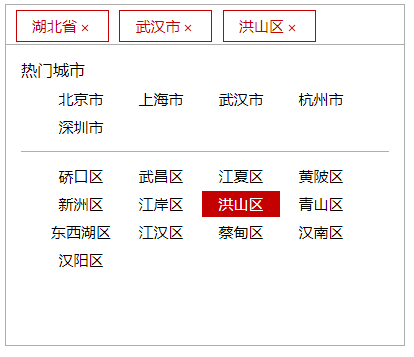 湖北省 × 武汉市 × 洪山区 ×
热门城市
北京市 上海市 武汉市 杭州市
深圳市
硚口区 武昌区 江夏区 黄陂区
新洲区 江岸区 洪山区 青山区
东西湖区 江汉区 蔡甸区 汉南区
汉阳区